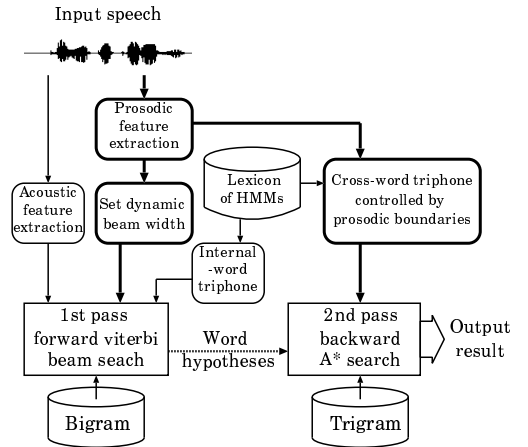 Input speech
Prosodic
feature
extraction
Lexicon
of HMMs
Cross-word triphone
controlled by
prosodic boundaries
Acoustic
feature
extraction
Set dynamic
beam width
Internal
-word
triphone
1st pass
forward viterbi
beam seach
Word
hypotheses
2nd pass
backward
A* search
Output
result
Bigram
Trigram